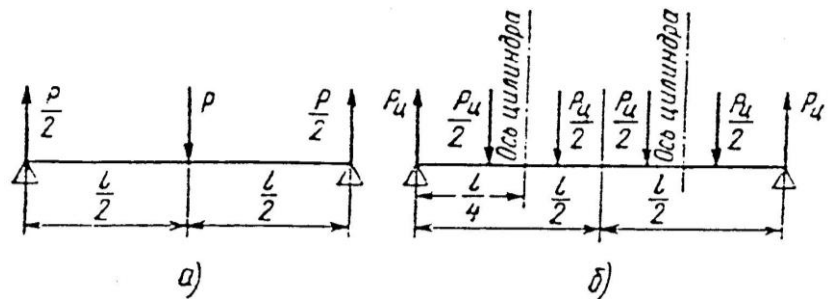 P/2
P
P/2
l/2
l/2
а)
Pц
Pц/2
Ось цилиндра
Pц/2
Pц/2
Ось цилиндра
Pц/2
Pц
l/4
l/2
l/2
б)